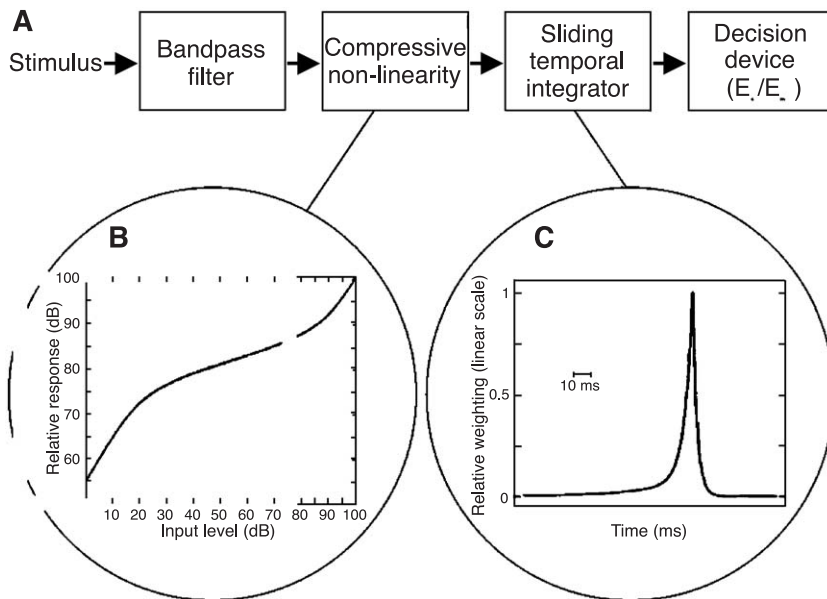 A
Stimulus
Bandpass
filter
Compressive
non-linearity
Sliding
temporal
integrator
Decision
device
B
Relative response (dB)
100
90
80
70
60
10 20 30 40 50 60 70 80 90 100
Input level (dB)
C
Relative weighting (linear scale)
1
0.5
0
10 ms
Time (ms)